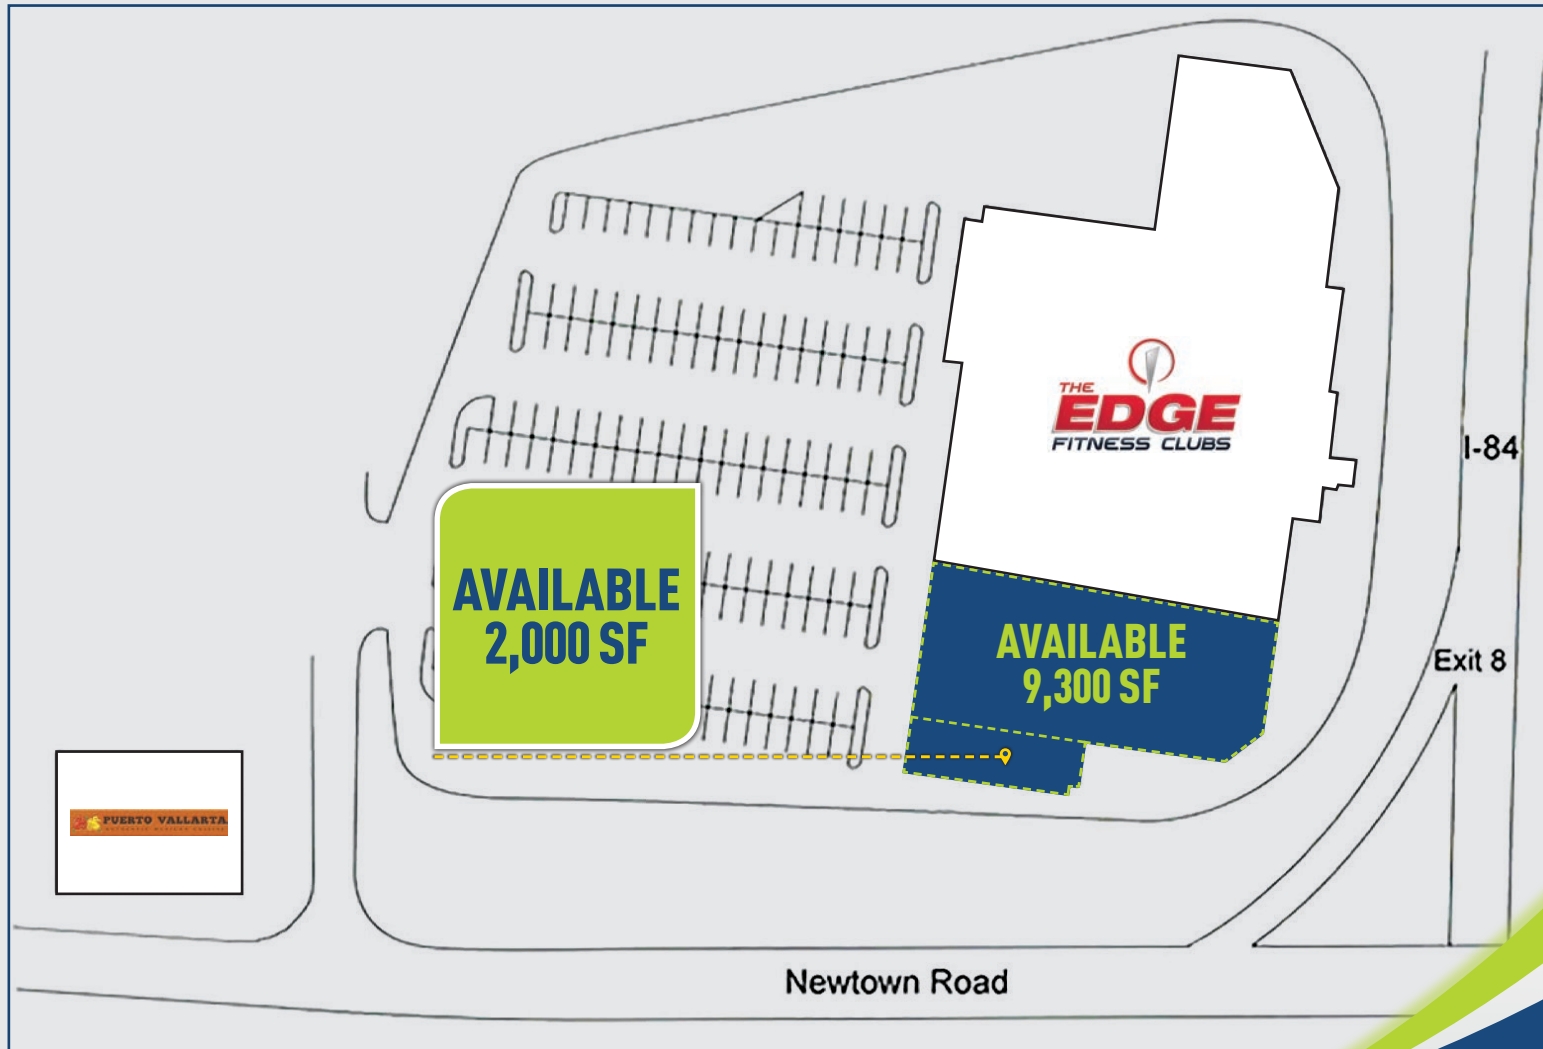 THE
EDGE
FITNESS CLUBS
I-84
AVAILABLE
2,000 SF
AVAILABLE
9,300 SF
Exit 8
PUERTO VALLARTA
Newtown Road